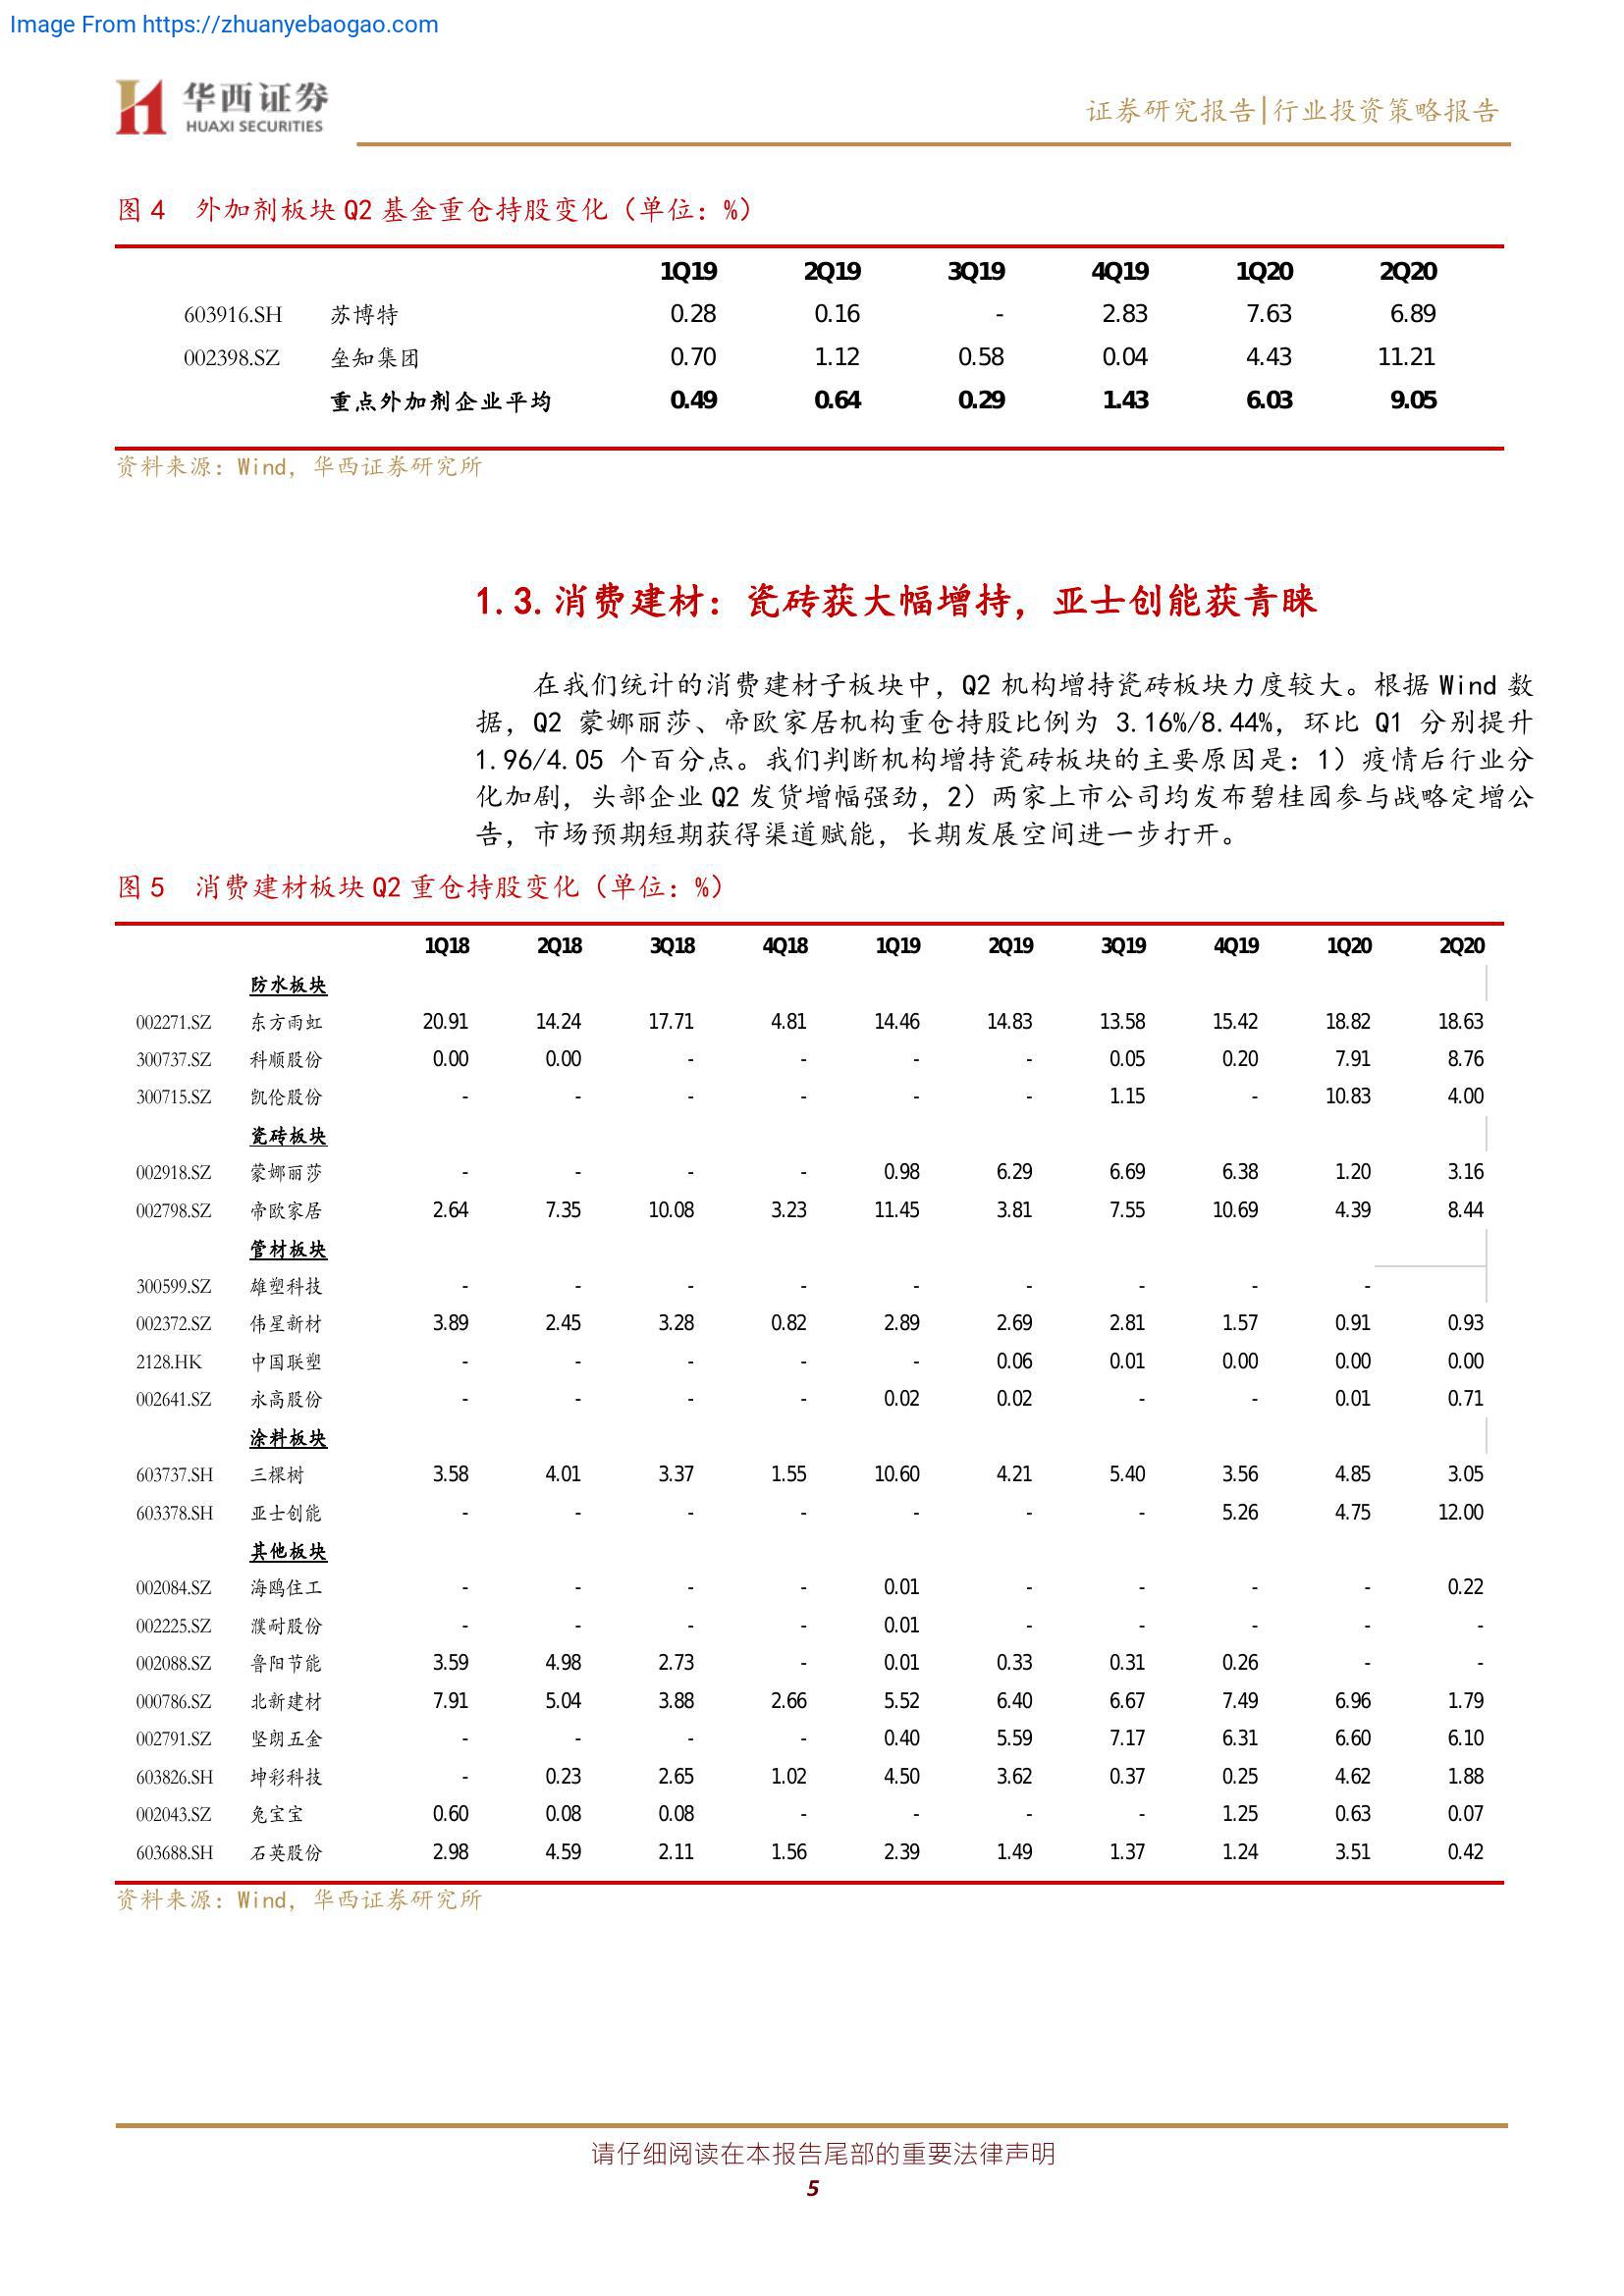 Image From https://zhuanyebaogao.com
华西证券
HUAXI SECURITIES
证券研究报告|行业投资策略报告
图 4 外加剂板块 Q2 基金重仓持股变化（单位：%）
1Q19 2Q19 3Q19 4Q19 1Q20 2Q20
603916.SH 苏博特 0.28 0.16 - 2.83 7.63 6.89
002398.SZ 垒知集团 0.70 1.12 0.58 0.04 4.43 11.21
重点外加剂企业平均 0.49 0.64 0.29 1.43 6.03 9.05
资料来源：Wind，华西证券研究所
1.3.消费建材：瓷砖获大幅增持，亚士创能获青睐
在我们统计的消费建材子板块中，Q2 机构增持瓷砖板块力度较大。根据 Wind 数
据，Q2 蒙娜丽莎、帝欧家居机构重仓持股比例为 3.16%/8.44%，环比 Q1 分别提升
1.96/4.05 个百分点。我们判断机构增持瓷砖板块的主要原因是：1）疫情后行业分
化加剧，头部企业 Q2 发货增幅强劲，2）两家上市公司均发布碧桂园参与战略定增公
告，市场预期短期获得渠道赋能，长期发展空间进一步打开。
图 5 消费建材板块 Q2 重仓持股变化（单位：%）
1Q18 2Q18 3Q18 4Q18 1Q19 2Q19 3Q19 4Q19 1Q20 2Q20
防水板块
002271.SZ 东方雨虹 20.91 14.24 17.71 4.81 14.46 14.83 13.58 15.42 18.82 18.63
300737.SZ 科顺股份 0.00 0.00 - - - - 0.05 0.20 7.91 8.76
300715.SZ 凯伦股份 - - - - - - 1.15 - 10.83 4.00
瓷砖板块
002918.SZ 蒙娜丽莎 - - - - 0.98 6.29 6.69 6.38 1.20 3.16
002798.SZ 帝欧家居 2.64 7.35 10.08 3.23 11.45 3.81 7.55 10.69 4.39 8.44
管材板块
300599.SZ 雄塑科技 - - - - - - - - -
002372.SZ 伟星新材 3.89 2.45 3.28 0.82 2.89 2.69 2.81 1.57 0.91 0.93
2128.HK 中国联塑 - - - - - 0.06 0.01 0.00 0.00 0.00
002641.SZ 永高股份 - - - - 0.02 0.02 - - 0.01 0.71
涂料板块
603737.SH 三棵树 3.58 4.01 3.37 1.55 10.60 4.21 5.40 3.56 4.85 3.05
603378.SH 亚士创能 - - - - - - - 5.26 4.75 12.00
其他板块
002084.SZ 海鸥住工 - - - - 0.01 - - - - 0.22
002225.SZ 濮耐股份 - - - - 0.01 - - - - -
002088.SZ 鲁阳节能 3.59 4.98 2.73 - 0.01 0.33 0.31 0.26 - -
000786.SZ 北新建材 7.91 5.04 3.88 2.66 5.52 6.40 6.67 7.49 6.96 1.79
002791.SZ 坚朗五金 - - - - 0.40 5.59 7.17 6.31 6.60 6.10
603826.SH 坤彩科技 - 0.23 2.65 1.02 4.50 3.62 0.37 0.25 4.62 1.88
002043.SZ 兔宝宝 0.60 0.08 0.08 - - - - 1.25 0.63 0.07
603688.SH 石英股份 2.98 4.59 2.11 1.56 2.39 1.49 1.37 1.24 3.51 0.42
资料来源：Wind，华西证券研究所
请仔细阅读在本报告尾部的重要法律声明
5